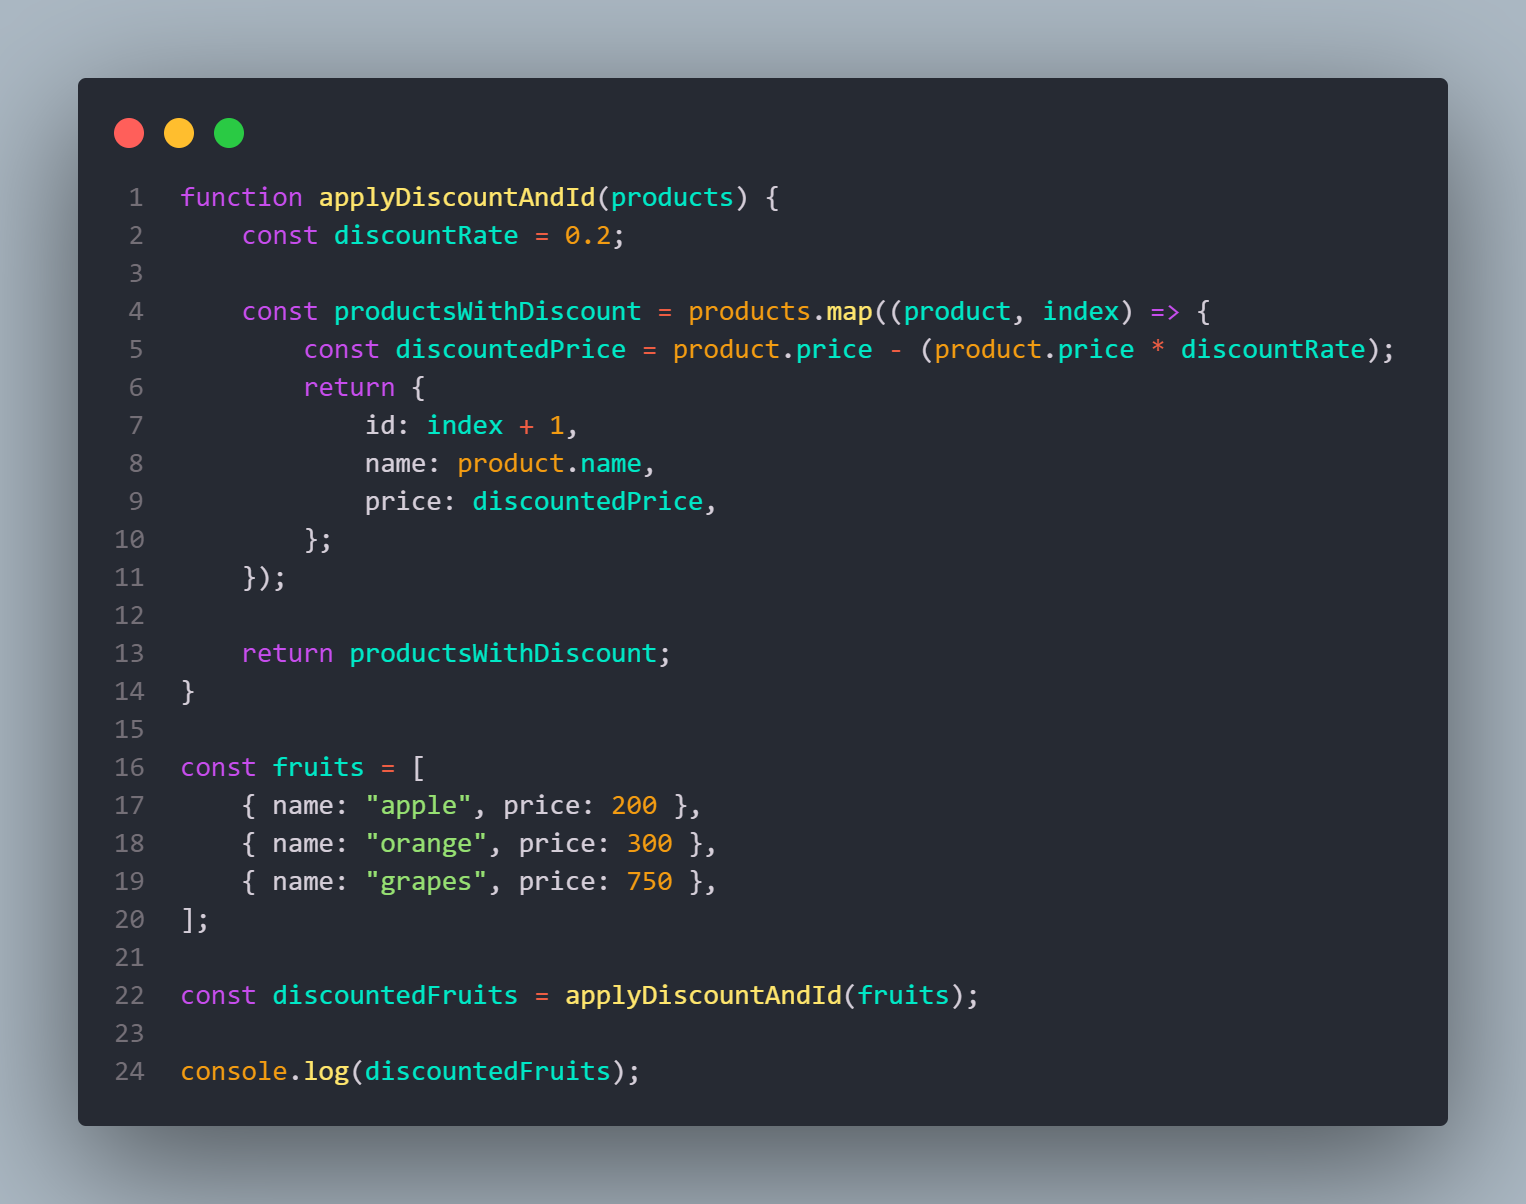 1 function applyDiscountAndId(products) {
2     const discountRate = 0.2;
3
4     const productsWithDiscount = products.map((product, index) => {
5         const discountedPrice = product.price - (product.price * discountRate);
6         return {
7             id: index + 1,
8             name: product.name,
9             price: discountedPrice,
10         };
11     });
12
13     return productsWithDiscount;
14 }
15
16 const fruits = [
17     { name: "apple", price: 200 },
18     { name: "orange", price: 300 },
19     { name: "grapes", price: 750 },
20 ];
21
22 const discountedFruits = applyDiscountAndId(fruits);
23
24 console.log(discountedFruits);